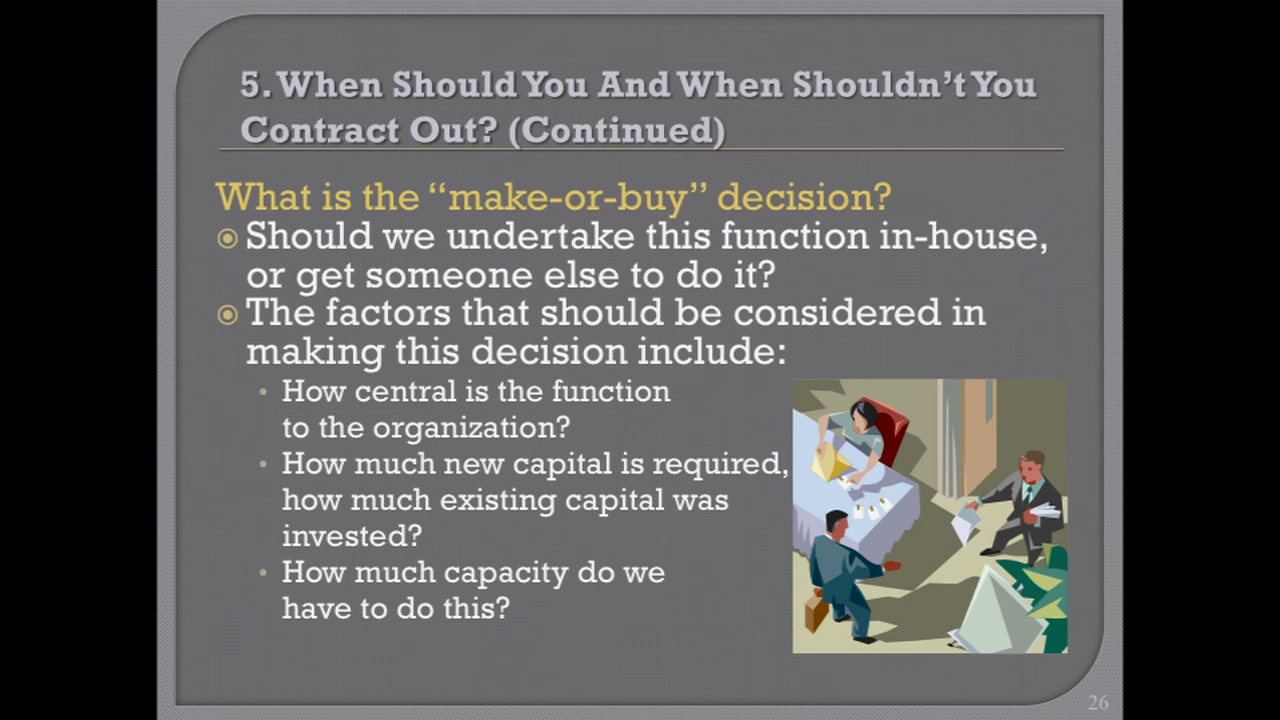 5. When Should You And When Shouldn’t You
Contract Out? (Continued)
What is the “make-or-buy” decision?
Should we undertake this function in-house,
or get someone else to do it?
The factors that should be considered in
making this decision include:
How central is the function
to the organization?
How much new capital is required,
how much existing capital was
invested?
How much capacity do we
have to do this?
26